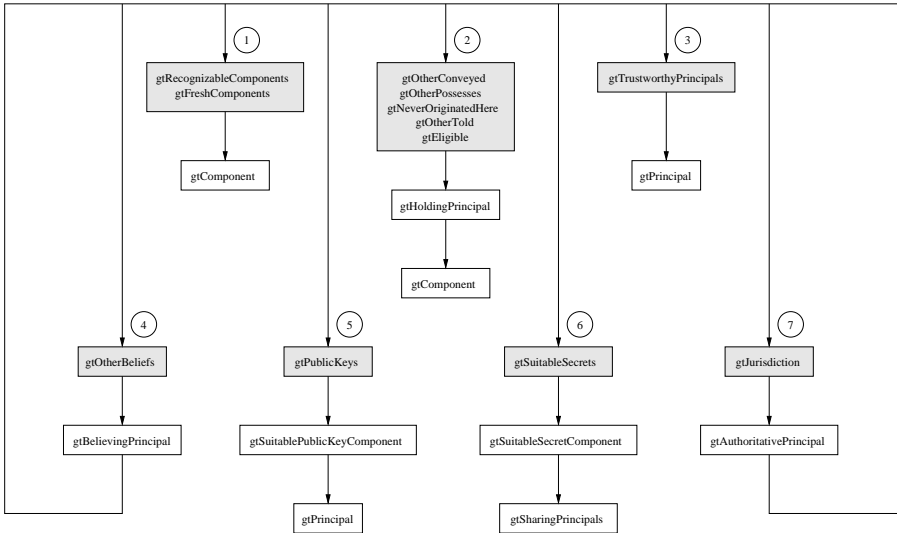 1
gtRecognizableComponents
gtFreshComponents
gtComponent
2
gtOtherConveyed
gtOtherPossesses
gtNeverOriginatedHere
gtOtherTold
gtEligible
gtHoldingPrincipal
gtComponent
3
gtTrustworthyPrincipals
gtPrincipal
4
gtOtherBeliefs
gtBelievingPrincipal
5
gtPublicKeys
gtSuitablePublicKeyComponent
gtPrincipal
6
gtSuitableSecrets
gtSuitableSecretComponent
gtSharingPrincipals
7
gtJurisdiction
gtAuthoritativePrincipal